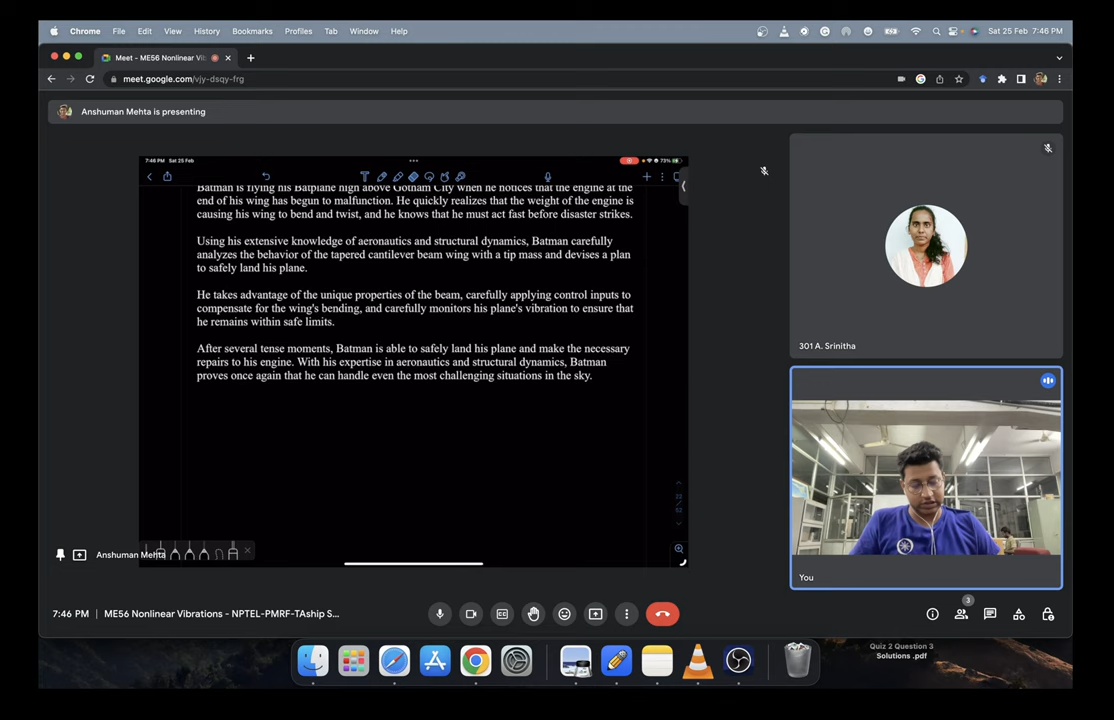 Chrome File Edit View History Bookmarks Profiles Tab Window Help
Sat 25 Feb 7:46 PM
Meet - ME56 Nonlinear Vib
meet.google.com/vjy-dsqy-frg
Anshuman Mehta is presenting
7:46 PM Sat 25 Feb
73%
Batman is flying his Batplane high above Gotham City when he notices that the engine at the
end of his wing has begun to malfunction. He quickly realizes that the weight of the engine is
causing his wing to bend and twist, and he knows that he must act fast before disaster strikes.
Using his extensive knowledge of aeronautics and structural dynamics, Batman carefully
analyzes the behavior of the tapered cantilever beam wing with a tip mass and devises a plan
to safely land his plane.
He takes advantage of the unique properties of the beam, carefully applying control inputs to
compensate for the wing's bending, and carefully monitors his plane's vibration to ensure that
he remains within safe limits.
After several tense moments, Batman is able to safely land his plane and make the necessary
repairs to his engine. With his expertise in aeronautics and structural dynamics, Batman
proves once again that he can handle even the most challenging situations in the sky.
301 A. Srinitha
Anshuman Mehta
You
7:46 PM | ME56 Nonlinear Vibrations - NPTEL-PMRF-TAship S...
3
Quiz 2 Question 3
Solutions .pdf